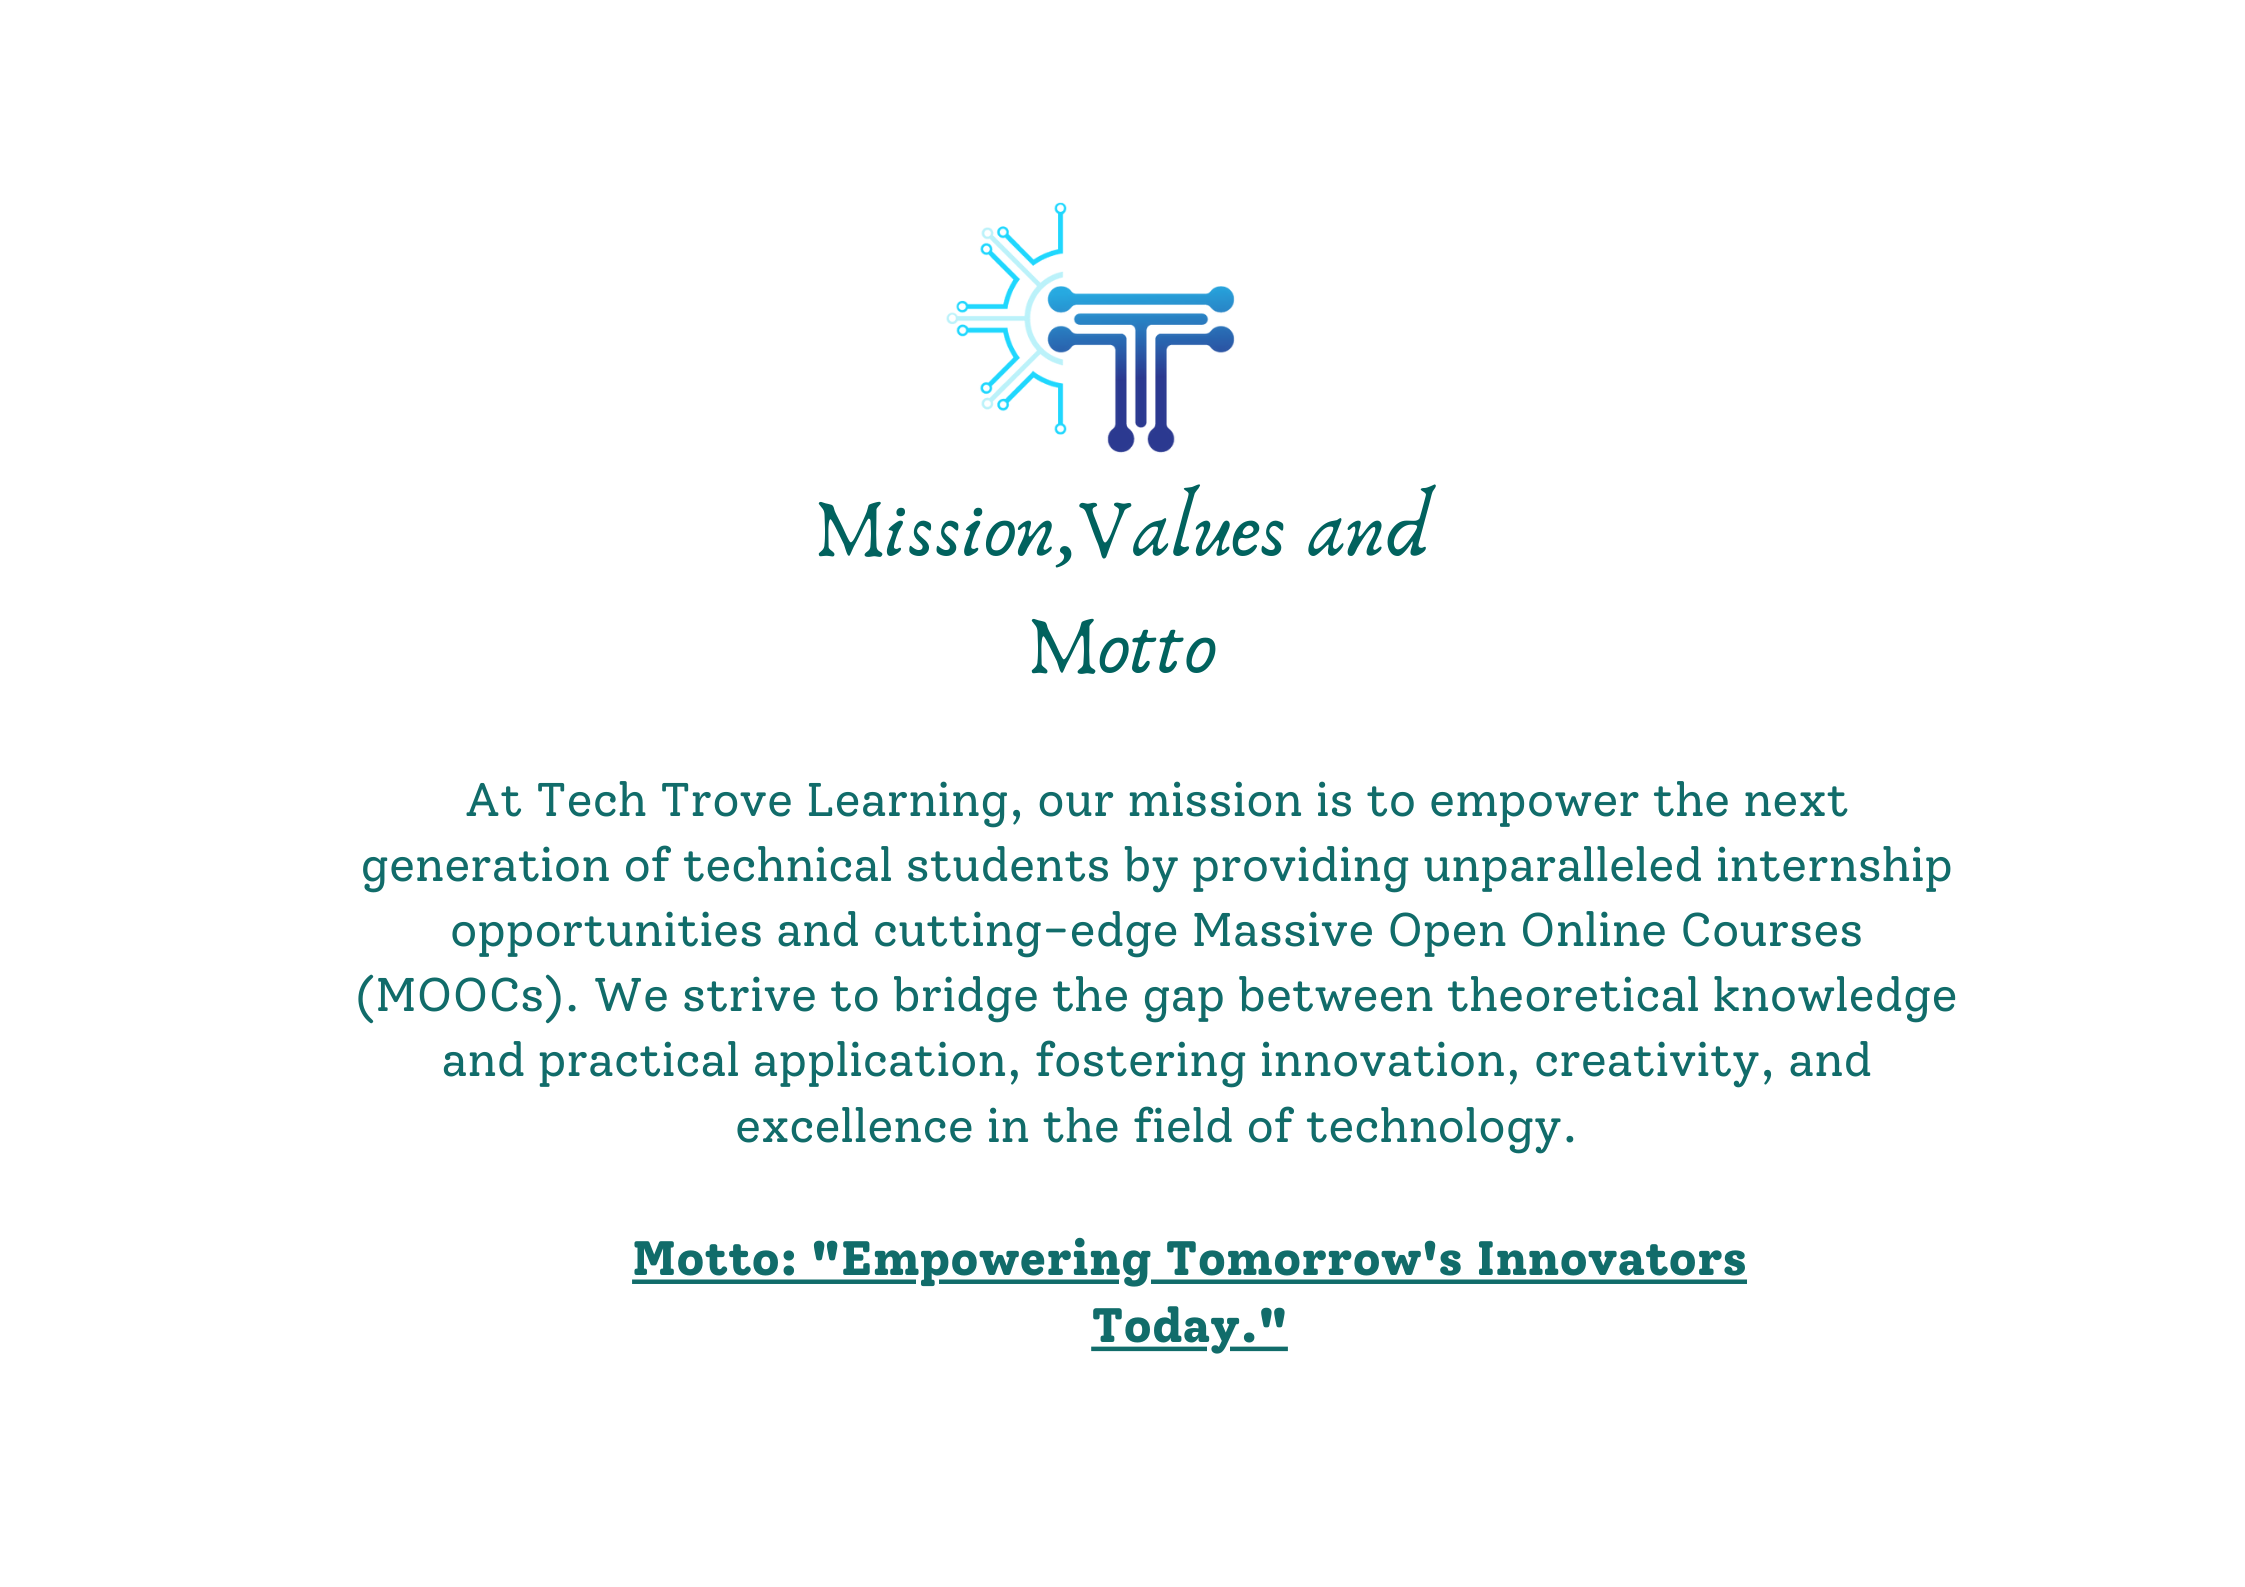 Mission,Values and
Motto
At Tech Trove Learning, our mission is to empower the next
generation of technical students by providing unparalleled internship
opportunities and cutting-edge Massive Open Online Courses
(MOOCs). We strive to bridge the gap between theoretical knowledge
and practical application, fostering innovation, creativity, and
excellence in the field of technology.
Motto: "Empowering Tomorrow's Innovators
Today."